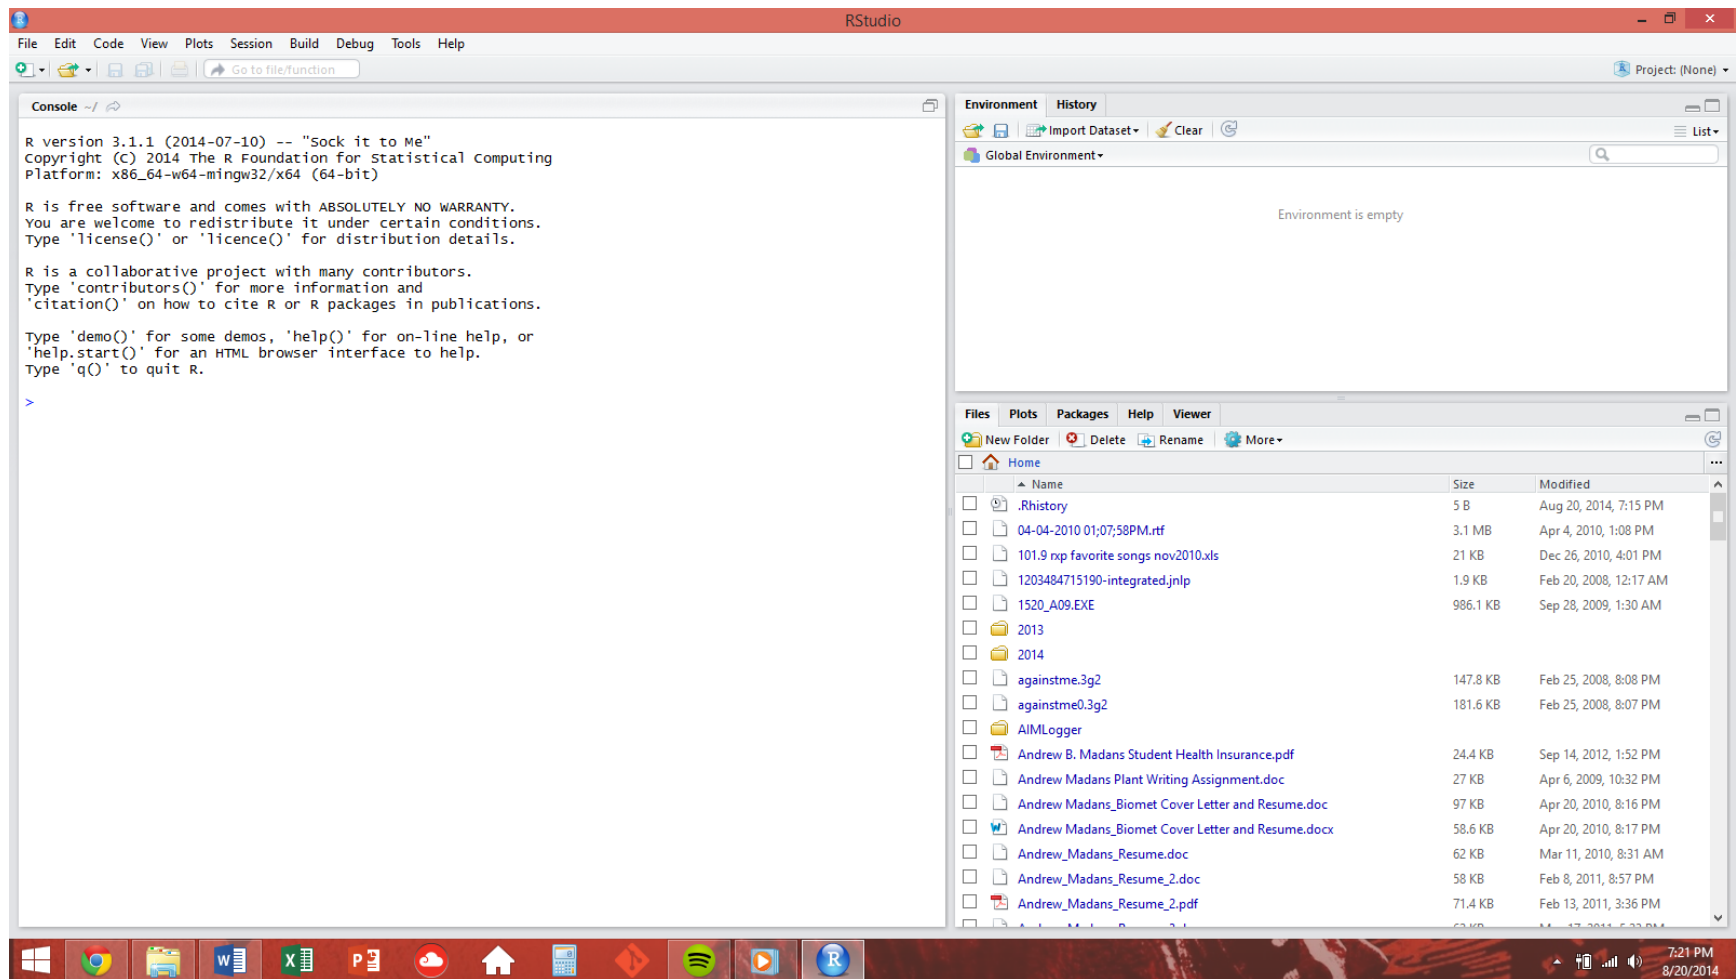 RStudio
File Edit Code View Plots Session Build Debug Tools Help
Go to file/function
Project: (None)
Console ~/
R version 3.1.1 (2014-07-10) -- "Sock it to Me"
Copyright (C) 2014 The R Foundation for Statistical Computing
Platform: x86_64-w64-mingw32/x64 (64-bit)
R is free software and comes with ABSOLUTELY NO WARRANTY.
You are welcome to redistribute it under certain conditions.
Type 'license()' or 'licence()' for distribution details.
R is a collaborative project with many contributors.
Type 'contributors()' for more information and
'citation()' on how to cite R or R packages in publications.
Type 'demo()' for some demos, 'help()' for on-line help, or
'help.start()' for an HTML browser interface to help.
Type 'q()' to quit R.
>
Environment History
Import Dataset Clear
List
Global Environment
Environment is empty
Files Plots Packages Help Viewer
New Folder Delete Rename More
Home
...
Name Size Modified
.Rhistory 5 B Aug 20, 2014, 7:15 PM
04-04-2010 01;07;58PM.rtf 3.1 MB Apr 4, 2010, 1:08 PM
101.9 rxp favorite songs nov2010.xls 21 KB Dec 26, 2010, 4:01 PM
1203484715190-integrated.jnlp 1.9 KB Feb 20, 2008, 12:17 AM
1520_A09.EXE 986.1 KB Sep 28, 2009, 1:30 AM
2013
2014
againstme.3g2 147.8 KB Feb 25, 2008, 8:08 PM
againstme0.3g2 181.6 KB Feb 25, 2008, 8:07 PM
AIMLogger
Andrew B. Madans Student Health Insurance.pdf 24.4 KB Sep 14, 2012, 1:52 PM
Andrew Madans Plant Writing Assignment.doc 27 KB Apr 6, 2009, 10:32 PM
Andrew Madans_Biomet Cover Letter and Resume.doc 97 KB Apr 20, 2010, 8:16 PM
Andrew Madans_Biomet Cover Letter and Resume.docx 58.6 KB Apr 20, 2010, 8:17 PM
Andrew_Madans_Resume.doc 62 KB Mar 11, 2010, 8:31 AM
Andrew_Madans_Resume_2.doc 58 KB Feb 8, 2011, 8:57 PM
Andrew_Madans_Resume_2.pdf 71.4 KB Feb 13, 2011, 3:36 PM
7:21 PM
8/20/2014